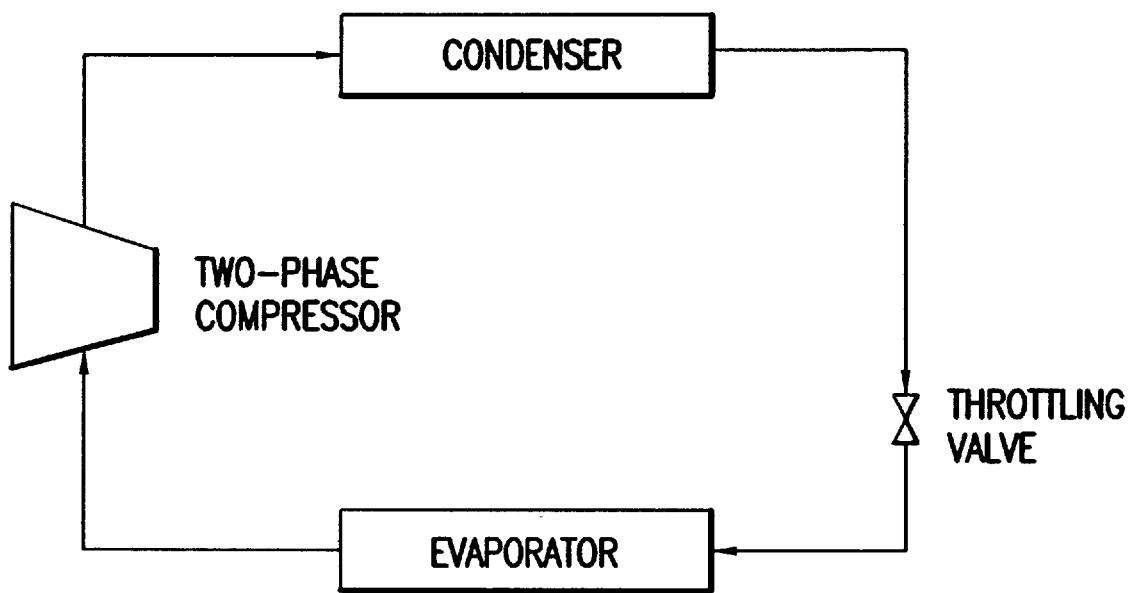 CONDENSER
TWO-PHASE
COMPRESSOR
THROTTLING
VALVE
EVAPORATOR